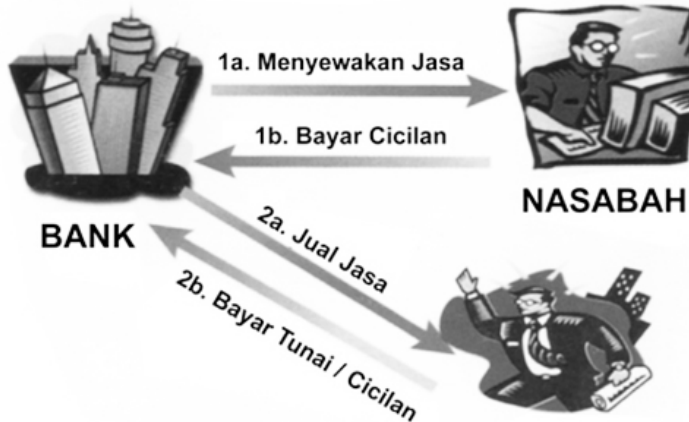 1a. Menyewakan Jasa
1b. Bayar Cicilan
BANK
NASABAH
2a. Jual Jasa
2b. Bayar Tunai / Cicilan